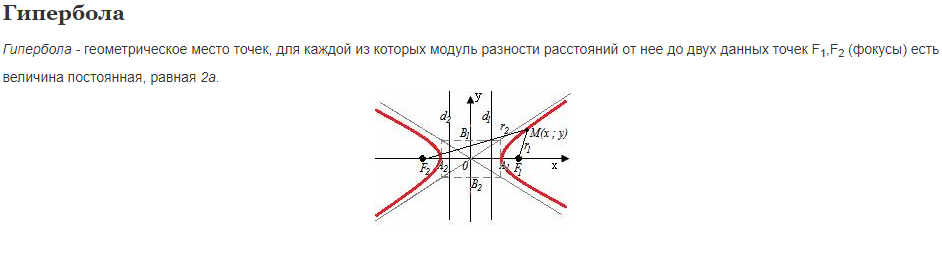 Гипербола
Гипербола - геометрическое место точек, для каждой из которых модуль разности расстояний от нее до двух данных точек F₁,F₂ (фокусы) есть
величина постоянная, равная 2a.
y
d₂
d₁
r₂
B₁
M(x ; y)
r₁
F₂
A₂
0
A₁
F₁
x
B₂